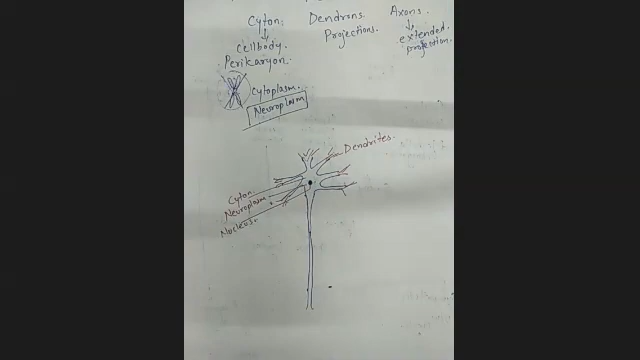 Cyton. Dendrons. Axons.
Cellbody. Projections. extended
Perikaryon. projection.
Cytoplasm.
Neuroplasm
Dendrites.
Cyton.
Neuroplasm.
Nucleus.